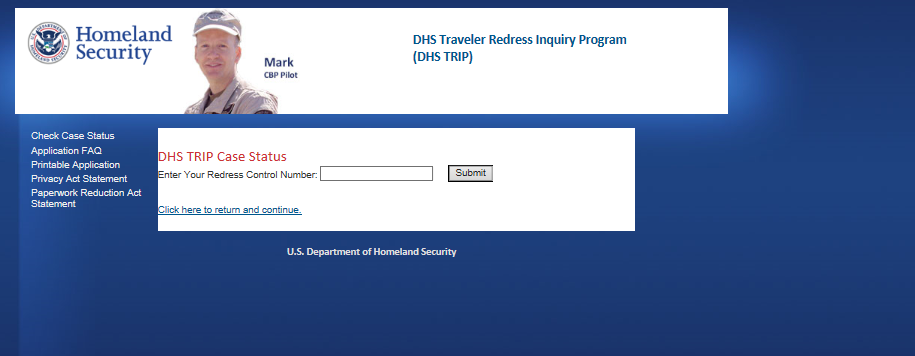 Homeland
Security
Mark
CBP Pilot
DHS Traveler Redress Inquiry Program
(DHS TRIP)
Check Case Status
Application FAQ
Printable Application
Privacy Act Statement
Paperwork Reduction Act
Statement
DHS TRIP Case Status
Enter Your Redress Control Number: Submit
Click here to return and continue.
U.S. Department of Homeland Security